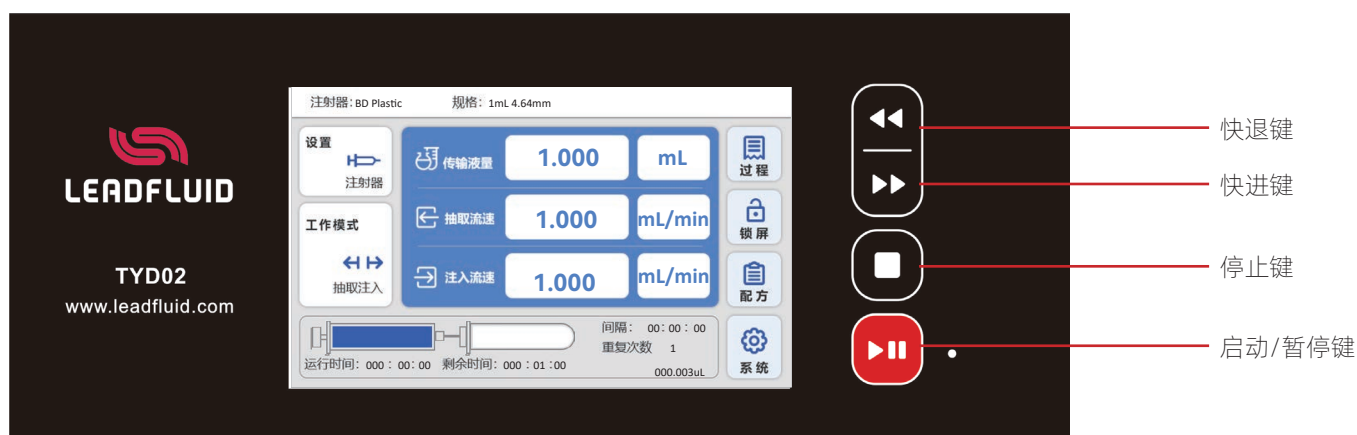 注射器: BD Plastic 规格: 1mL 4.64mm
设置
注射器
工作模式
抽取注入
传输液量 1.000 mL
抽取流速 1.000 mL/min
注入流速 1.000 mL/min
过程
锁屏
配方
系统
间隔: 00:00:00
重复次数 1
运行时间: 000:00:00 剩余时间: 000:01:00
000.003uL
LEADFLUID
TYD02
www.leadfluid.com
快退键
快进键
停止键
启动/暂停键